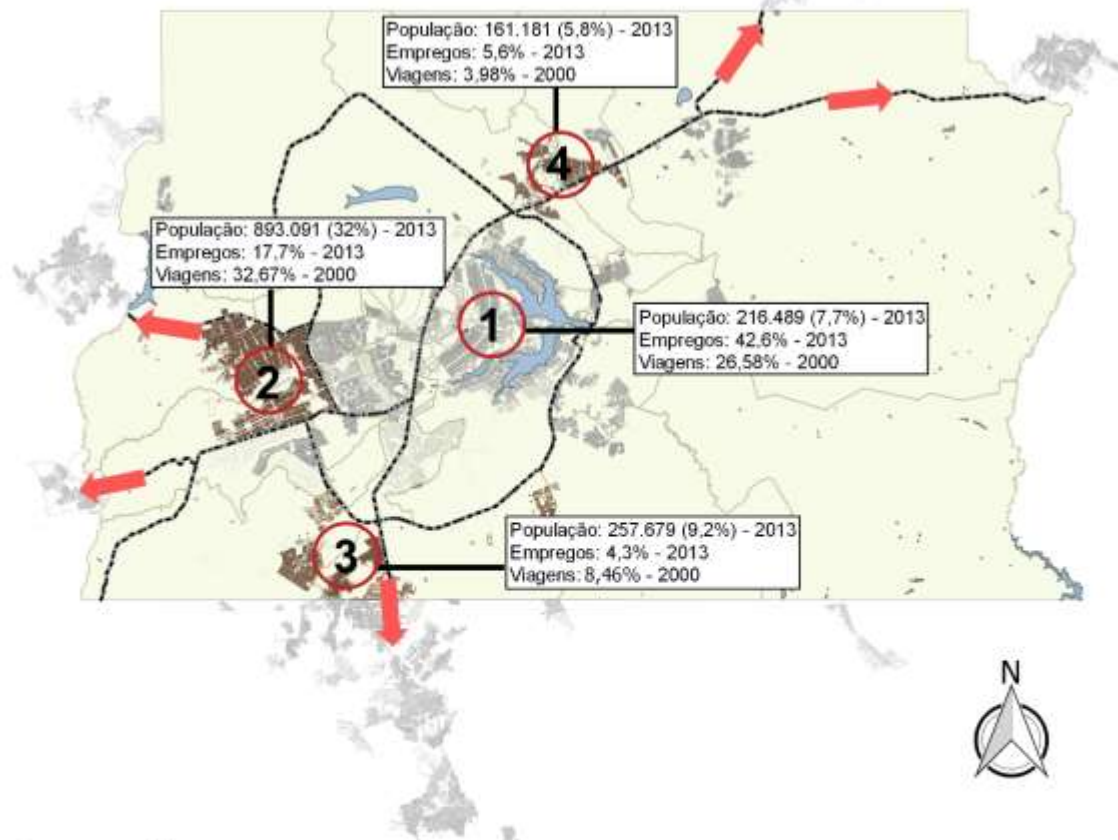 População: 161.181 (5,8%) - 2013
Empregos: 5,6% - 2013
Viagens: 3,98% - 2000
4
População: 893.091 (32%) - 2013
Empregos: 17,7% - 2013
Viagens: 32,67% - 2000
1
População: 216.489 (7,7%) - 2013
Empregos: 42,6% - 2013
Viagens: 26,58% - 2000
2
População: 257.679 (9,2%) - 2013
Empregos: 4,3% - 2013
Viagens: 8,46% - 2000
3
N